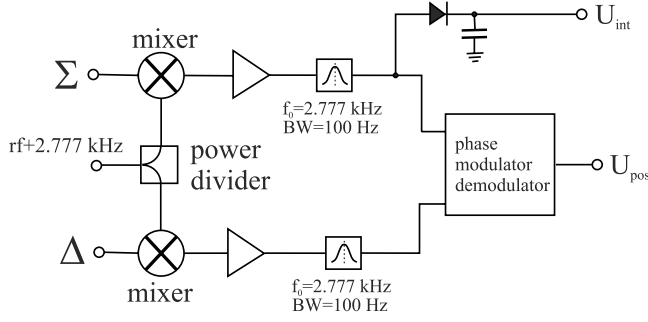 mixer
Σ
U_int
f₀=2.777 kHz
BW=100 Hz
rf+2.777 kHz
power
divider
phase
modulator
demodulator
U_pos
Δ
mixer
f₀=2.777 kHz
BW=100 Hz